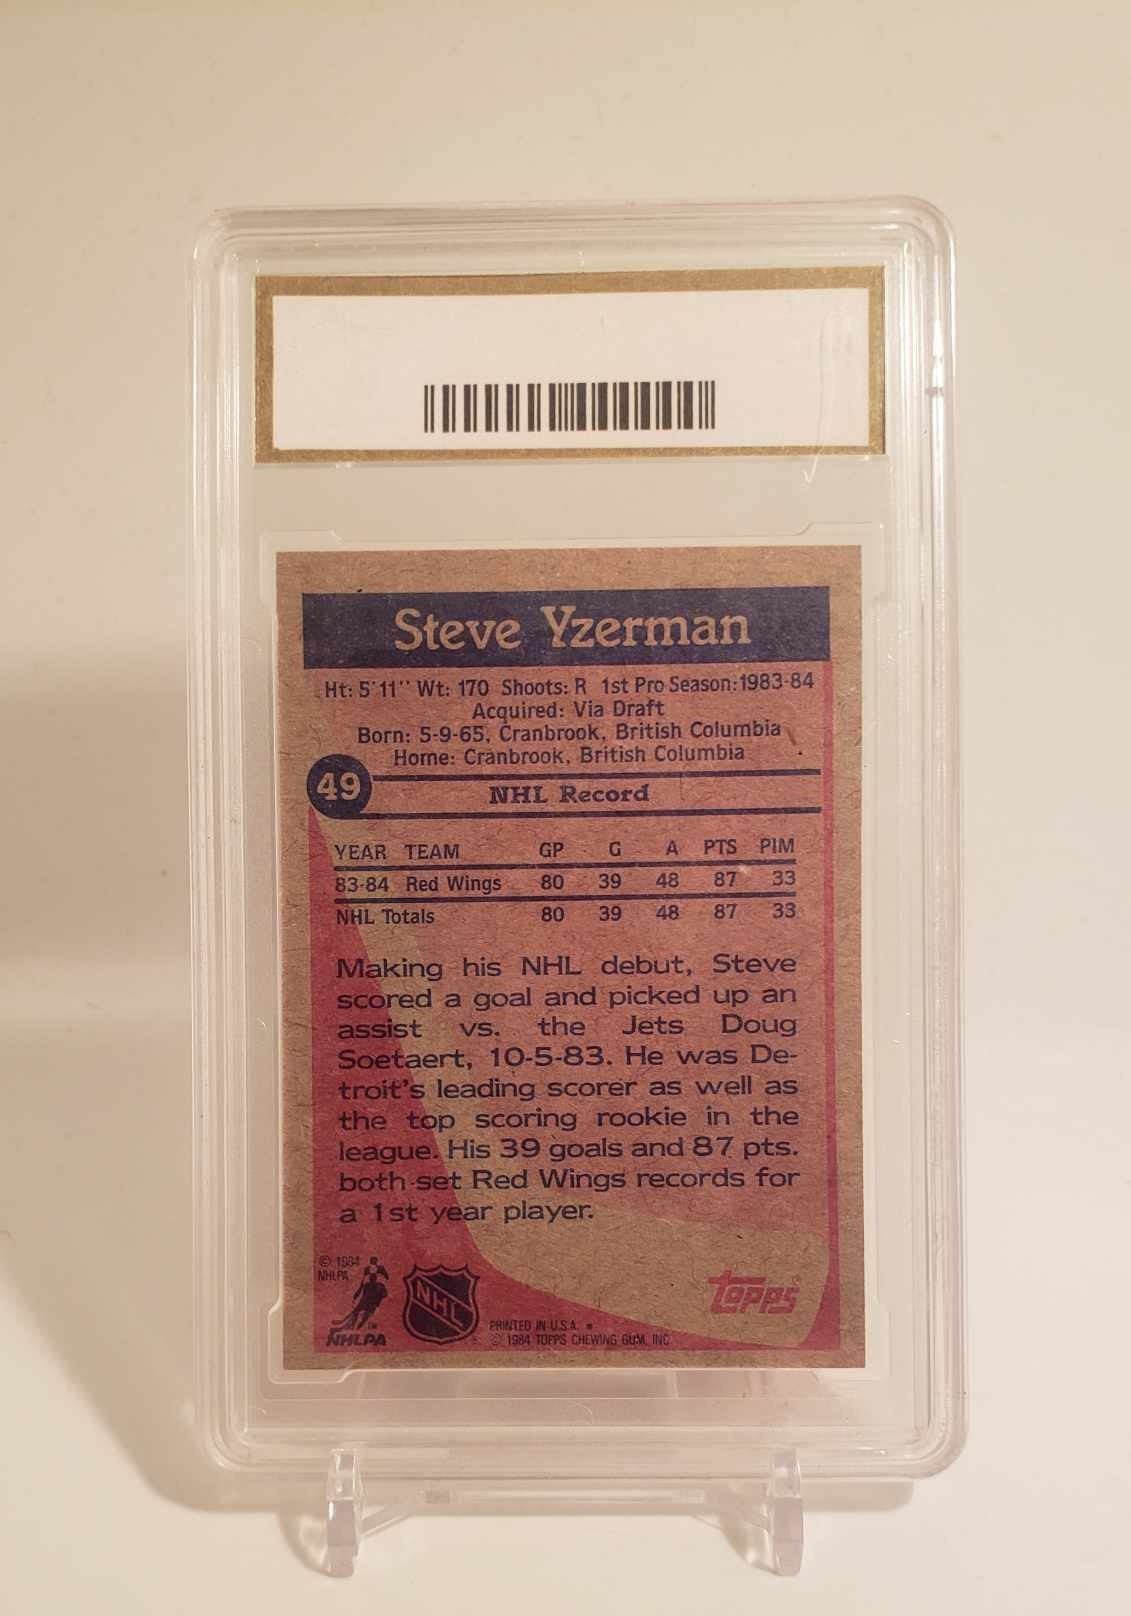 Steve Yzerman
Ht: 5'11" Wt: 170 Shoots: R 1st Pro Season: 1983-84
Acquired: Via Draft
Born: 5-9-65, Cranbrook, British Columbia
Home: Cranbrook, British Columbia
49
NHL Record
YEAR TEAM GP G A PTS PIM
83-84 Red Wings 80 39 48 87 33
NHL Totals 80 39 48 87 33
Making his NHL debut, Steve
scored a goal and picked up an
assist vs. the Jets Doug
Soetaert, 10-5-83. He was De-
troit's leading scorer as well as
the top scoring rookie in the
league. His 39 goals and 87 pts.
both set Red Wings records for
a 1st year player.
© 1984
NHLPA
NHLPA
NHL
PRINTED IN U.S.A. *
© 1984 TOPPS CHEWING GUM, INC.
topps